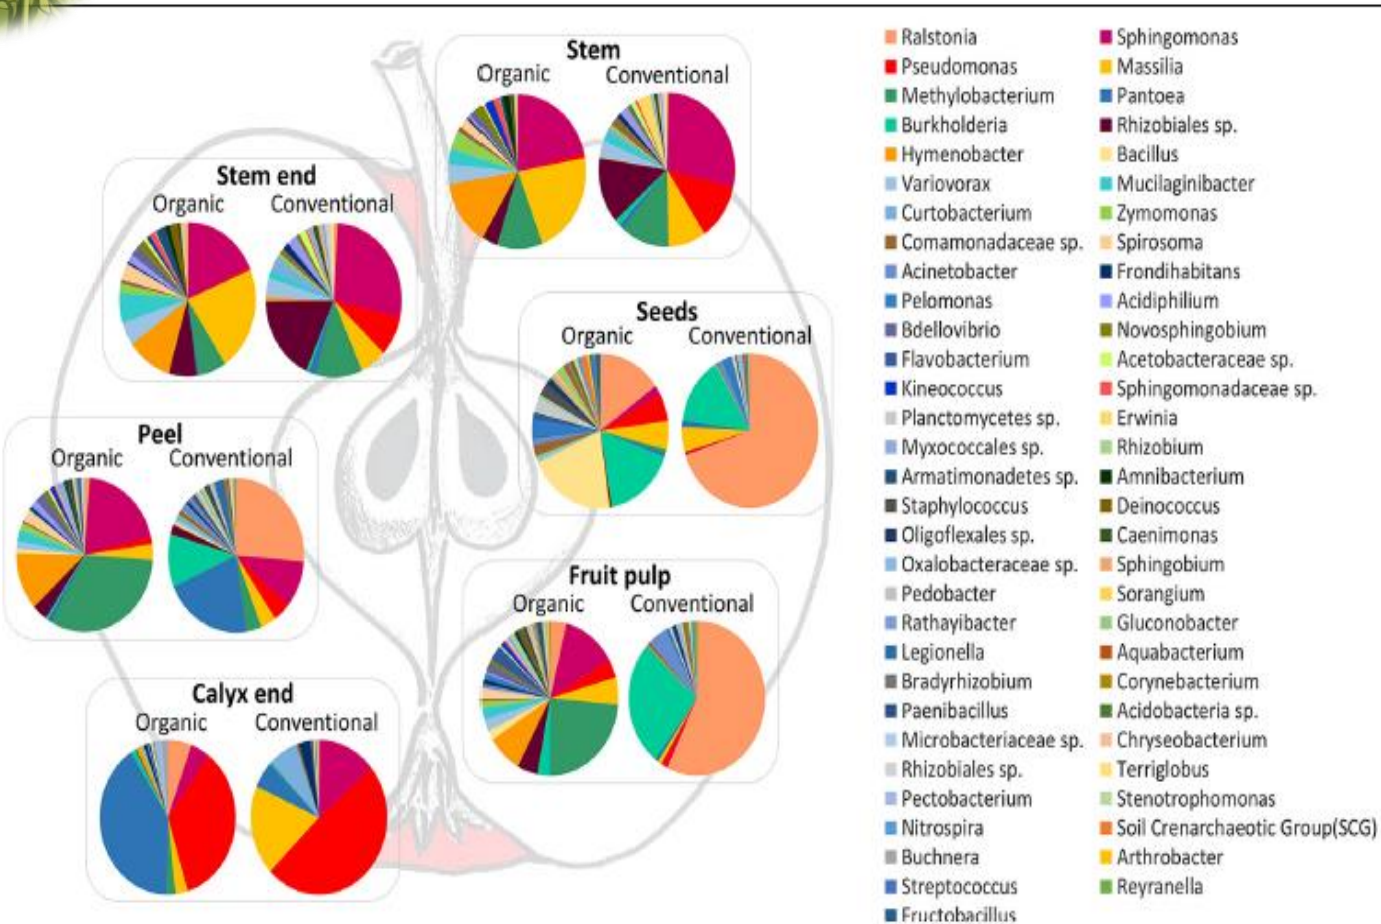 Stem
Organic Conventional
Stem end
Organic Conventional
Seeds
Organic Conventional
Peel
Organic Conventional
Fruit pulp
Organic Conventional
Calyx end
Organic Conventional
Ralstonia Sphingomonas
Pseudomonas Massilia
Methylobacterium Pantoea
Burkholderia Rhizobiales sp.
Hymenobacter Bacillus
Variovorax Mucilaginibacter
Curtobacterium Zymomonas
Comamonadaceae sp. Spirosoma
Acinetobacter Frondihabitans
Pelomonas Acidiphilium
Bdellovibrio Novosphingobium
Flavobacterium Acetobacteraceae sp.
Kineococcus Sphingomonadaceae sp.
Planctomycetes sp. Erwinia
Myxococcales sp. Rhizobium
Armatimonadetes sp. Amnibacterium
Staphylococcus Deinococcus
Oligoflexales sp. Caenimonas
Oxalobacteraceae sp. Sphingobium
Pedobacter Sorangium
Rathayibacter Gluconobacter
Legionella Aquabacterium
Bradyrhizobium Corynebacterium
Paenibacillus Acidobacteria sp.
Microbacteriaceae sp. Chryseobacterium
Rhizobiales sp. Terriglobus
Pectobacterium Stenotrophomonas
Nitrospira Soil Crenarchaeotic Group(SCG)
Buchnera Arthrobacter
Streptococcus Reyranella
Fructobacillus